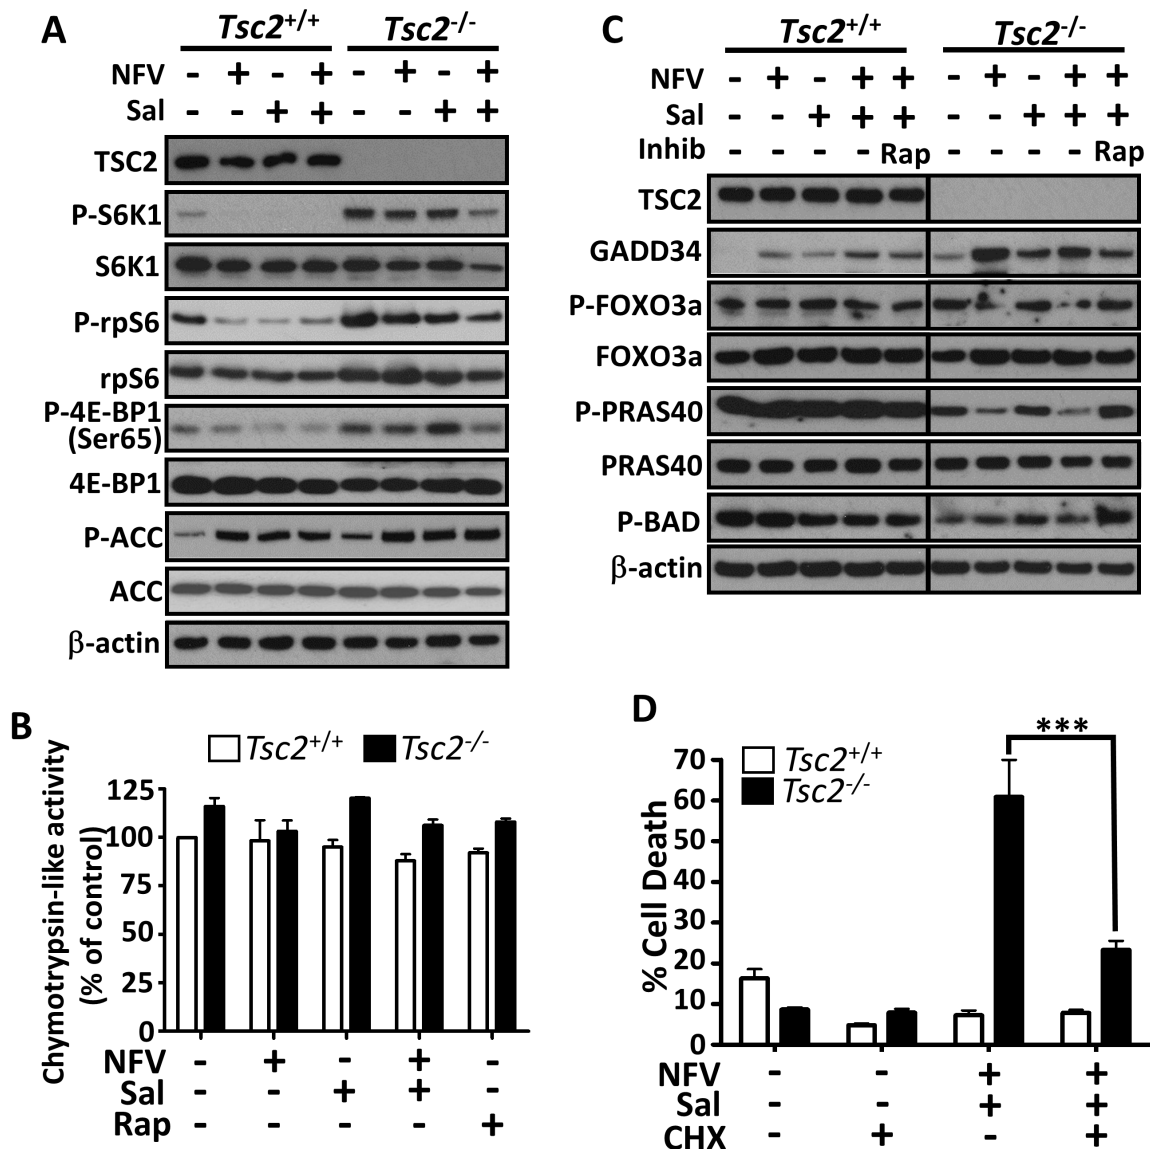 A
Tsc2+/+ Tsc2-/-
NFV - + - + - + - +
Sal - - + + - - + +
TSC2
P-S6K1
S6K1
P-rpS6
rpS6
P-4E-BP1
(Ser65)
4E-BP1
P-ACC
ACC
β-actin
C
Tsc2+/+ Tsc2-/-
NFV - + - + + - + - + +
Sal - - + + + - - + + +
Inhib - - - - Rap - - - - Rap
TSC2
GADD34
P-FOXO3a
FOXO3a
P-PRAS40
PRAS40
P-BAD
β-actin
B
Tsc2+/+ Tsc2-/-
Chymotrypsin-like activity
(% of control)
125
100
75
50
25
0
NFV - + - + -
Sal - - + + -
Rap - - - - +
D
***
Tsc2+/+
Tsc2-/-
% Cell Death
70
60
50
40
30
20
10
0
NFV - - + +
Sal - - + +
CHX - + - +